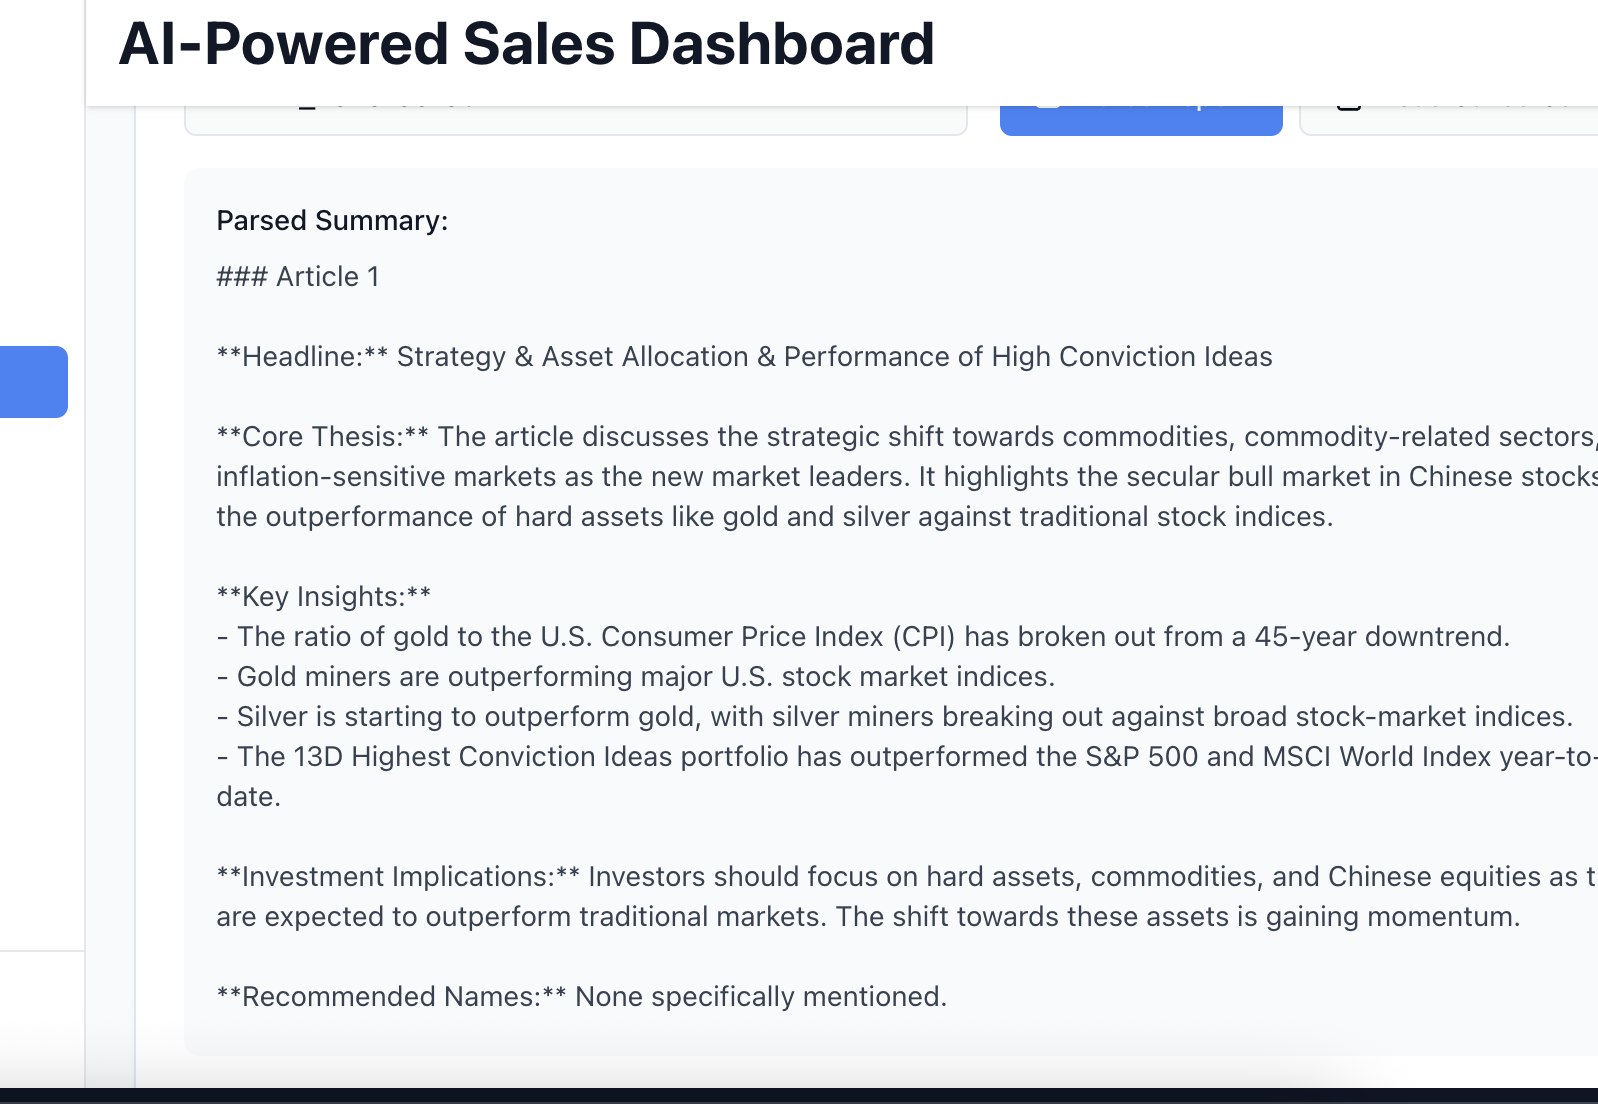 AI-Powered Sales Dashboard
Parsed Summary:
### Article 1
**Headline:** Strategy & Asset Allocation & Performance of High Conviction Ideas
**Core Thesis:** The article discusses the strategic shift towards commodities, commodity-related sectors,
inflation-sensitive markets as the new market leaders. It highlights the secular bull market in Chinese stocks
the outperformance of hard assets like gold and silver against traditional stock indices.
**Key Insights:**
- The ratio of gold to the U.S. Consumer Price Index (CPI) has broken out from a 45-year downtrend.
- Gold miners are outperforming major U.S. stock market indices.
- Silver is starting to outperform gold, with silver miners breaking out against broad stock-market indices.
- The 13D Highest Conviction Ideas portfolio has outperformed the S&P 500 and MSCI World Index year-to-
date.
**Investment Implications:** Investors should focus on hard assets, commodities, and Chinese equities as
are expected to outperform traditional markets. The shift towards these assets is gaining momentum.
**Recommended Names:** None specifically mentioned.